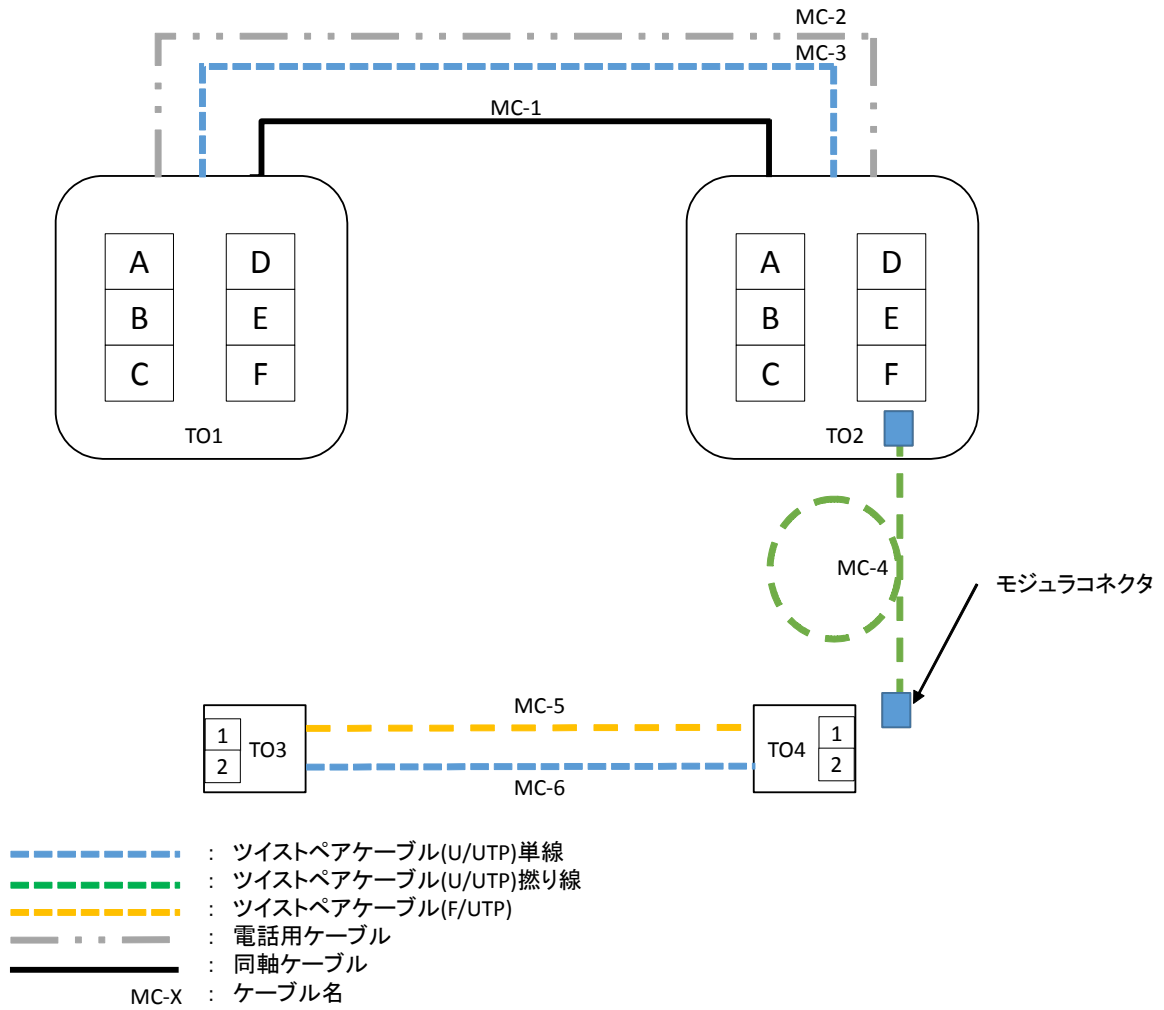 MC-2
MC-3
MC-1
A
D
B
E
C
F
TO1
A
D
B
E
C
F
TO2
MC-4
モジュラコネクタ
MC-5
1
2
TO3
TO4
1
2
MC-6
: ツイストペアケーブル(U/UTP)単線
: ツイストペアケーブル(U/UTP)撚り線
: ツイストペアケーブル(F/UTP)
: 電話用ケーブル
: 同軸ケーブル
MC-X : ケーブル名